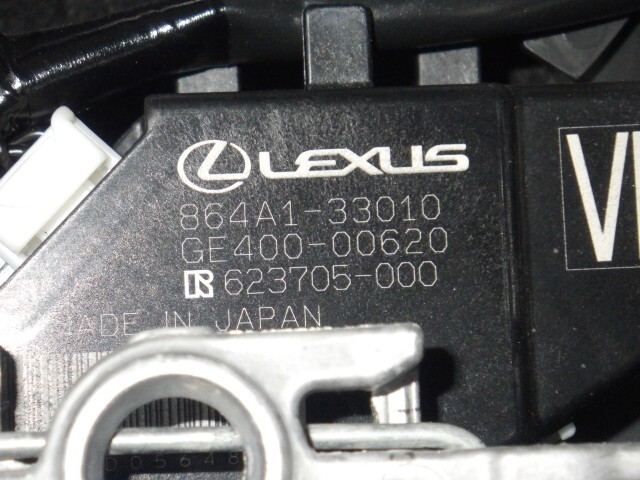 LEXUS
864A1-33010
GE400-00620
R 623705-000
MADE IN JAPAN